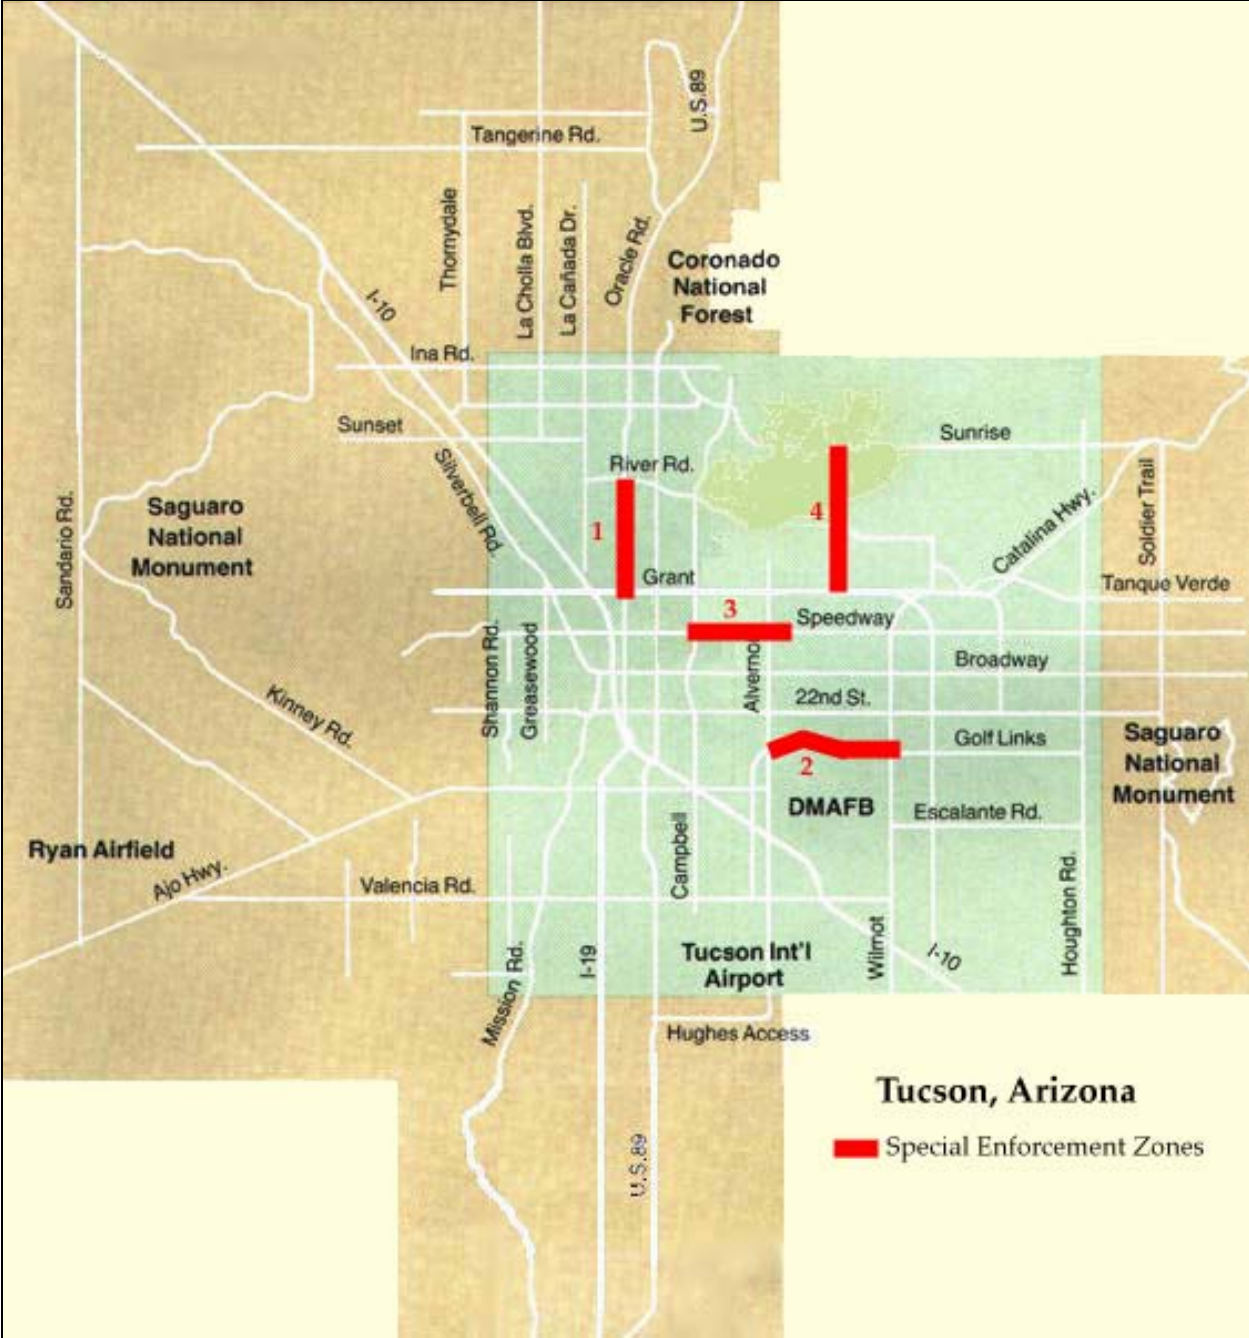 U.S.89
Tangerine Rd.
Thornydale
La Cholla Blvd.
La Cañada Dr.
Oracle Rd.
Coronado
National
Forest
I-10
Ina Rd.
Sunset
Sunrise
River Rd.
Silverbell Rd.
Sandario Rd.
Saguaro
National
Monument
1
4
Catalina Hwy.
Soldier Trail
Grant
Tanque Verde
3
Speedway
Shannon Rd.
Greasewood
Alvernon
Broadway
Kinney Rd.
22nd St.
Golf Links
2
Saguaro
National
Monument
DMAFB
Escalante Rd.
Ryan Airfield
Ajo Hwy.
Valencia Rd.
Campbell
Houghton Rd.
Mission Rd.
I-19
Tucson Int'l
Airport
Wilmot
I-10
Hughes Access
U.S.89
Tucson, Arizona
Special Enforcement Zones